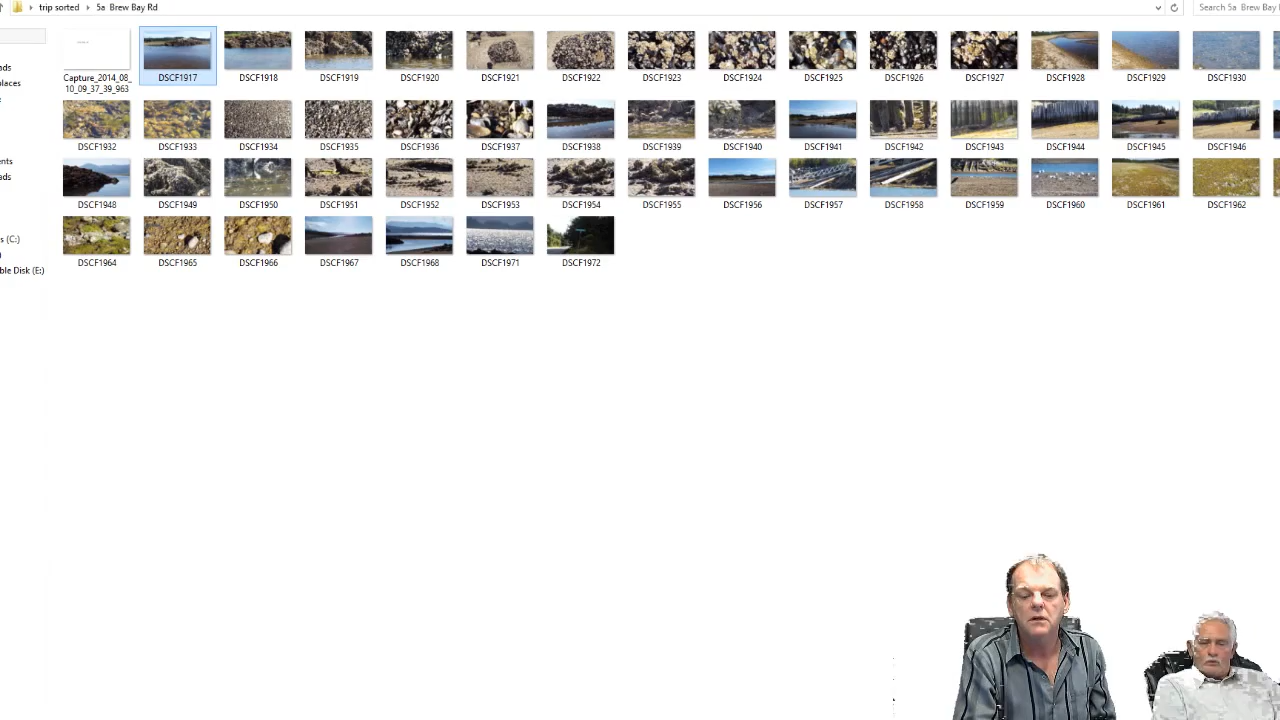 trip sorted 5a Brew Bay Rd
Search 5a Brew Bay
Capture_2014_08_
10_09_37_39_963
DSCF1917 DSCF1918 DSCF1919 DSCF1920 DSCF1921 DSCF1922 DSCF1923 DSCF1924 DSCF1925 DSCF1926 DSCF1927 DSCF1928 DSCF1929 DSCF1930
ads
places
DSCF1932 DSCF1933 DSCF1934 DSCF1935 DSCF1936 DSCF1937 DSCF1938 DSCF1939 DSCF1940 DSCF1941 DSCF1942 DSCF1943 DSCF1944 DSCF1945 DSCF1946
ents
ads
DSCF1948 DSCF1949 DSCF1950 DSCF1951 DSCF1952 DSCF1953 DSCF1954 DSCF1955 DSCF1956 DSCF1957 DSCF1958 DSCF1959 DSCF1960 DSCF1961 DSCF1962
s (C:)
)
ble Disk (E:)
DSCF1964 DSCF1965 DSCF1966 DSCF1967 DSCF1968 DSCF1971 DSCF1972